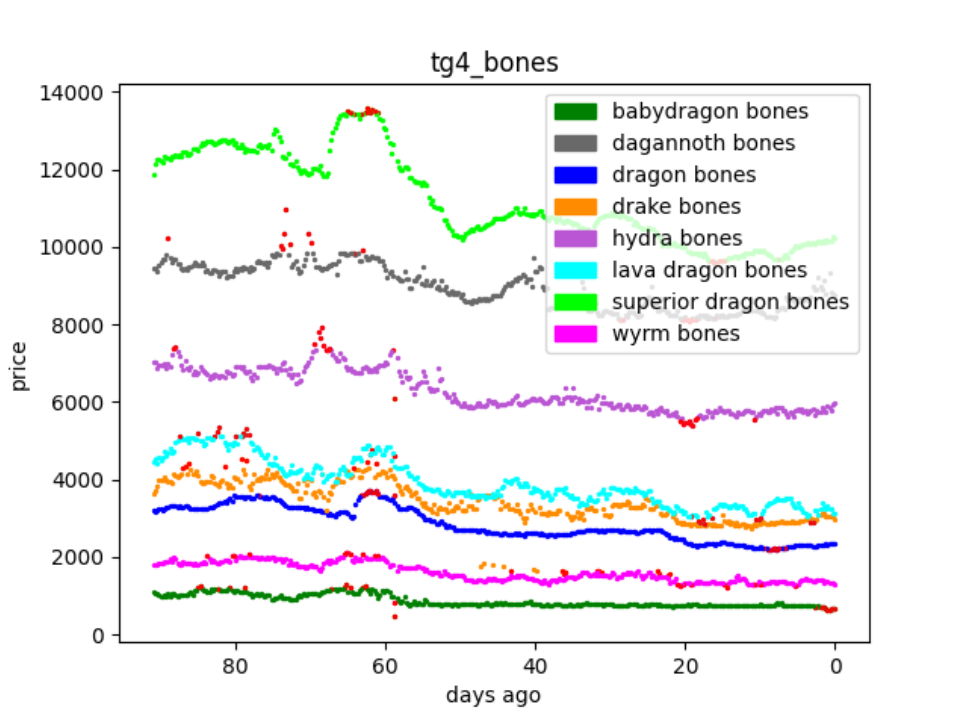 tg4_bones
14000
12000
10000
8000
6000
4000
2000
0
price
babydragon bones
dagannoth bones
dragon bones
drake bones
hydra bones
lava dragon bones
superior dragon bones
wyrm bones
80 60 40 20 0
days ago